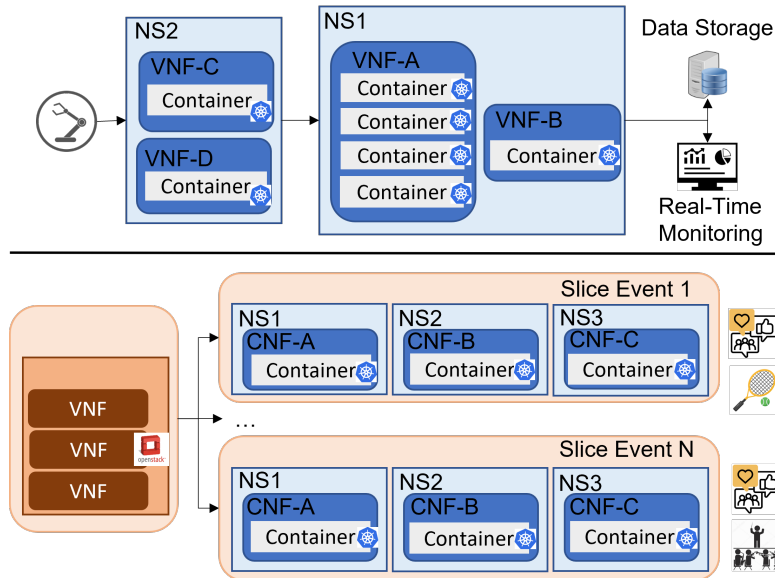 NS2
VNF-C
Container
VNF-D
Container
NS1
VNF-A
Container
Container
Container
Container
VNF-B
Container
Data Storage
Real-Time
Monitoring
VNF
VNF
VNF
openstack
Slice Event 1
NS1
CNF-A
Container
NS2
CNF-B
Container
NS3
CNF-C
Container
...
Slice Event N
NS1
CNF-A
Container
NS2
CNF-B
Container
NS3
CNF-C
Container